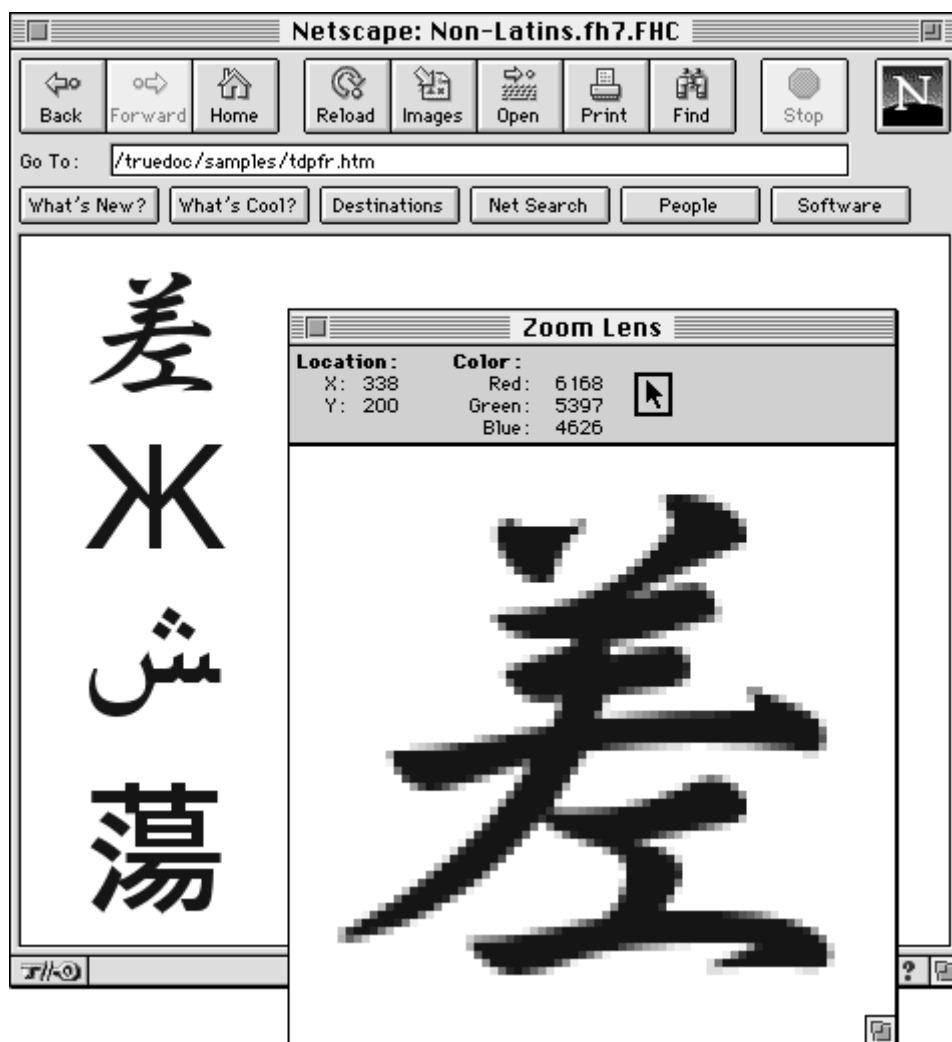 Netscape: Non-Latins.fh7.FHC
Back Forward Home Reload Images Open Print Find Stop N
Go To: /truedoc/samples/tdpfr.htm
What's New? What's Cool? Destinations Net Search People Software
差
Ж
ش
蕩
Zoom Lens
Location: Color:
X: 338 Red: 6168
Y: 200 Green: 5397
Blue: 4626
差
?